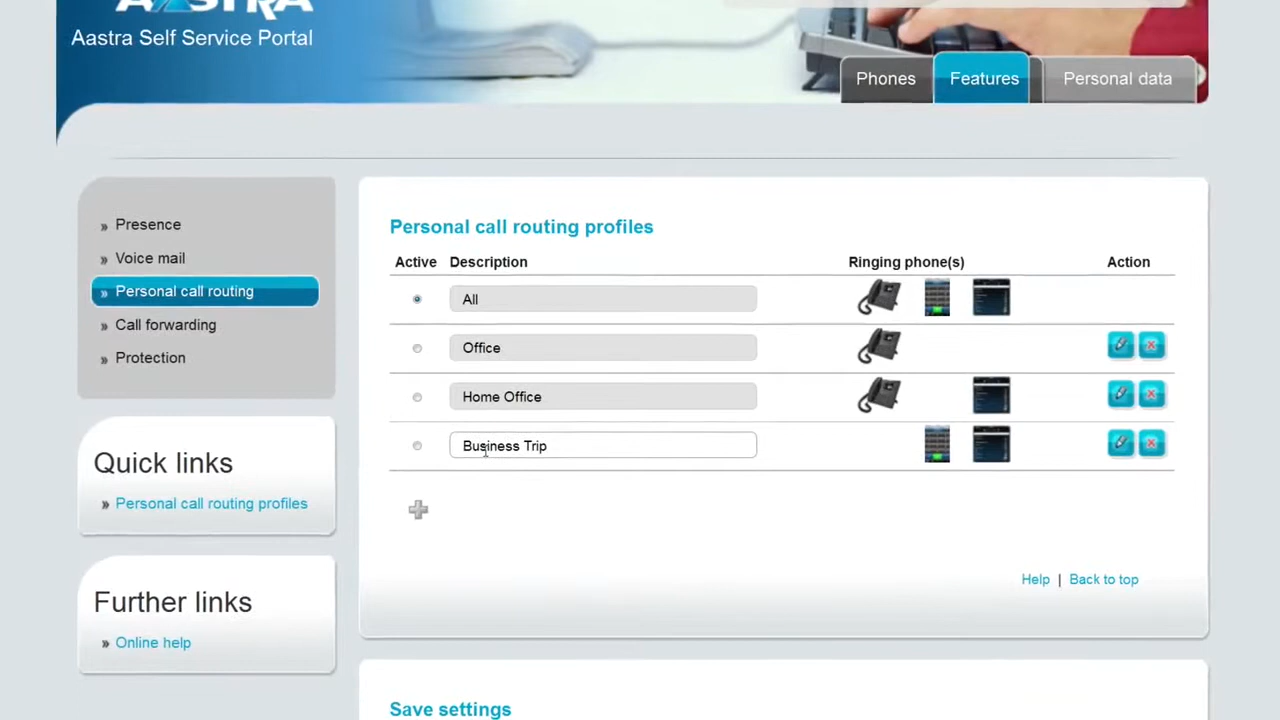 AASTRA
Aastra Self Service Portal
Phones
Features
Personal data
Presence
Voice mail
Personal call routing
Call forwarding
Protection
Quick links
Personal call routing profiles
Further links
Online help
Personal call routing profiles
Active Description Ringing phone(s) Action
All
Office
Home Office
Business Trip
Help | Back to top
Save settings